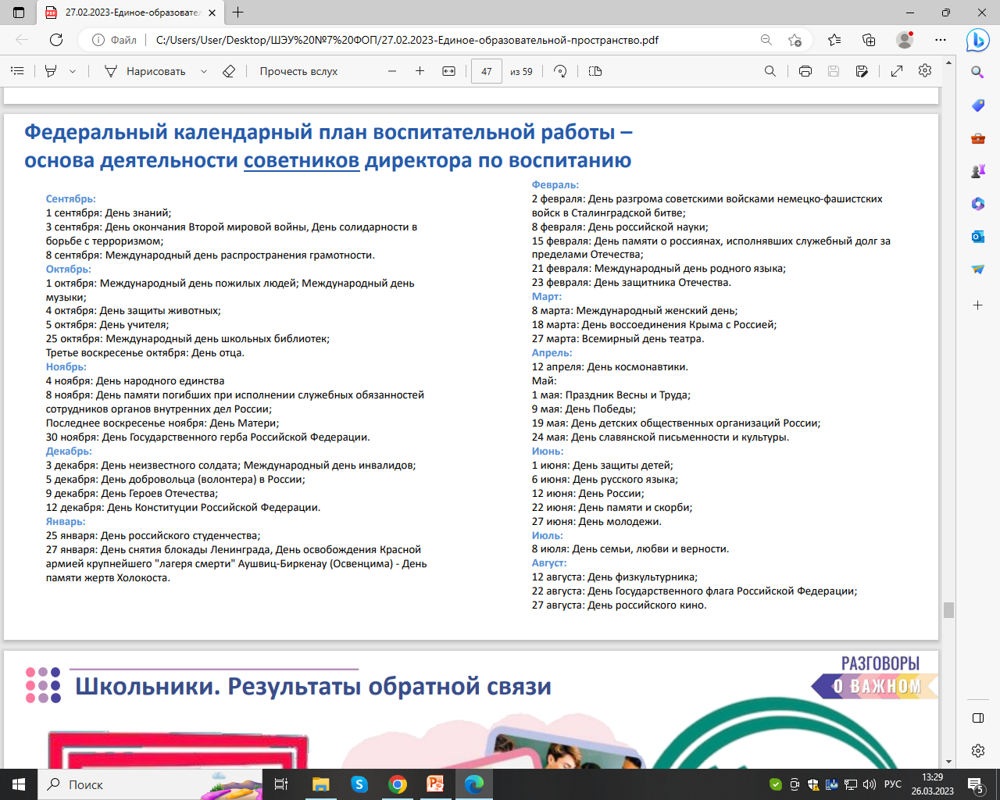 27.02.2023-Единое-образовател
Файл
C:/Users/User/Desktop/ШЭУ%20№7%20ФОП/27.02.2023-Единое-образовательной-пространство.pdf
Нарисовать
Прочесть вслух
47
из 59
Федеральный календарный план воспитательной работы –
основа деятельности советников директора по воспитанию
Сентябрь:
1 сентября: День знаний;
3 сентября: День окончания Второй мировой войны, День солидарности в
борьбе с терроризмом;
8 сентября: Международный день распространения грамотности.
Октябрь:
1 октября: Международный день пожилых людей; Международный день
музыки;
4 октября: День защиты животных;
5 октября: День учителя;
25 октября: Международный день школьных библиотек;
Третье воскресенье октября: День отца.
Ноябрь:
4 ноября: День народного единства
8 ноября: День памяти погибших при исполнении служебных обязанностей
сотрудников органов внутренних дел России;
Последнее воскресенье ноября: День Матери;
30 ноября: День Государственного герба Российской Федерации.
Декабрь:
3 декабря: День неизвестного солдата; Международный день инвалидов;
5 декабря: День добровольца (волонтера) в России;
9 декабря: День Героев Отечества;
12 декабря: День Конституции Российской Федерации.
Январь:
25 января: День российского студенчества;
27 января: День снятия блокады Ленинграда, День освобождения Красной
армией крупнейшего "лагеря смерти" Аушвиц-Биркенау (Освенцима) - День
памяти жертв Холокоста.
Февраль:
2 февраля: День разгрома советскими войсками немецко-фашистских
войск в Сталинградской битве;
8 февраля: День российской науки;
15 февраля: День памяти о россиянах, исполнявших служебный долг за
пределами Отечества;
21 февраля: Международный день родного языка;
23 февраля: День защитника Отечества.
Март:
8 марта: Международный женский день;
18 марта: День воссоединения Крыма с Россией;
27 марта: Всемирный день театра.
Апрель:
12 апреля: День космонавтики.
Май:
1 мая: Праздник Весны и Труда;
9 мая: День Победы;
19 мая: День детских общественных организаций России;
24 мая: День славянской письменности и культуры.
Июнь:
1 июня: День защиты детей;
6 июня: День русского языка;
12 июня: День России;
22 июня: День памяти и скорби;
27 июня: День молодежи.
Июль:
8 июля: День семьи, любви и верности.
Август:
12 августа: День физкультурника;
22 августа: День Государственного флага Российской Федерации;
27 августа: День российского кино.
РАЗГОВОРЫ
О ВАЖНОМ
Школьники. Результаты обратной связи
Поиск
РУС
13:29
26.03.2023
5